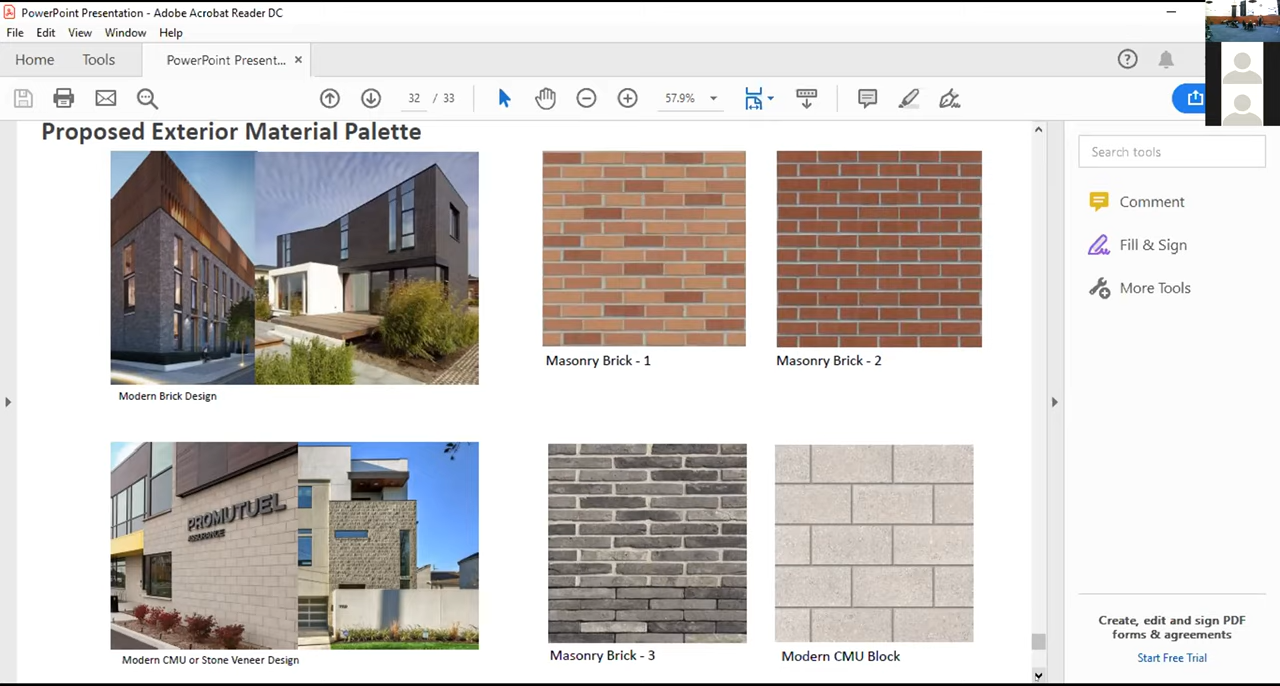 PowerPoint Presentation - Adobe Acrobat Reader DC
File Edit View Window Help
Home Tools PowerPoint Present... ×
32 / 33 57.9%
Proposed Exterior Material Palette
Search tools
Comment
Fill & Sign
More Tools
Masonry Brick - 1 Masonry Brick - 2
Modern Brick Design
PROMUTUEL
ASSURANCE
Masonry Brick - 3 Modern CMU Block
Modern CMU or Stone Veneer Design
Create, edit and sign PDF
forms & agreements
Start Free Trial